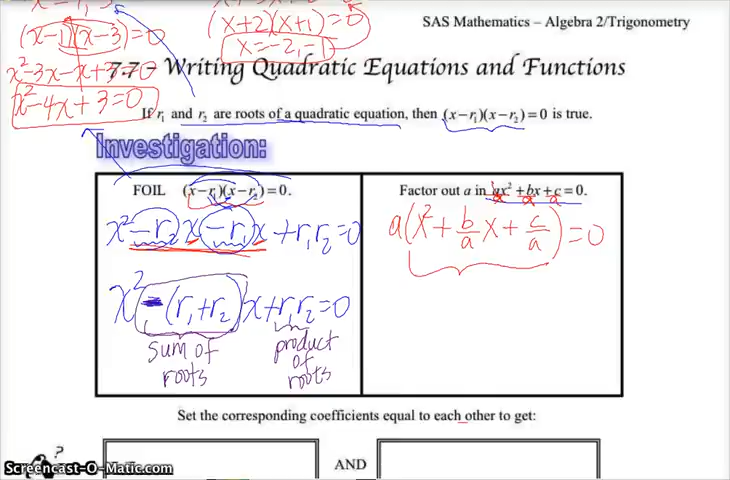 (x+2)(x+1)=0
SAS Mathematics – Algebra 2/Trigonometry
(x-1)(x-3)=0
x=-2,-1
x²-3x-x+3=0
7.7 – Writing Quadratic Equations and Functions
x²-4x+3=0
If r₁ and r₂ are roots of a quadratic equation, then (x−r₁)(x−r₂)=0 is true.
Investigation:
FOIL (x−r₁)(x−r₂)=0.
x²-r₂x-r₁x+r₁r₂=0
x²-(r₁+r₂)x+r₁r₂=0
sum of roots
product of roots
Factor out a in ax²+bx+c=0.
a a a
a(x²+b/a x+c/a)=0
Set the corresponding coefficients equal to each other to get:
?
AND
Screencast-O-Matic.com